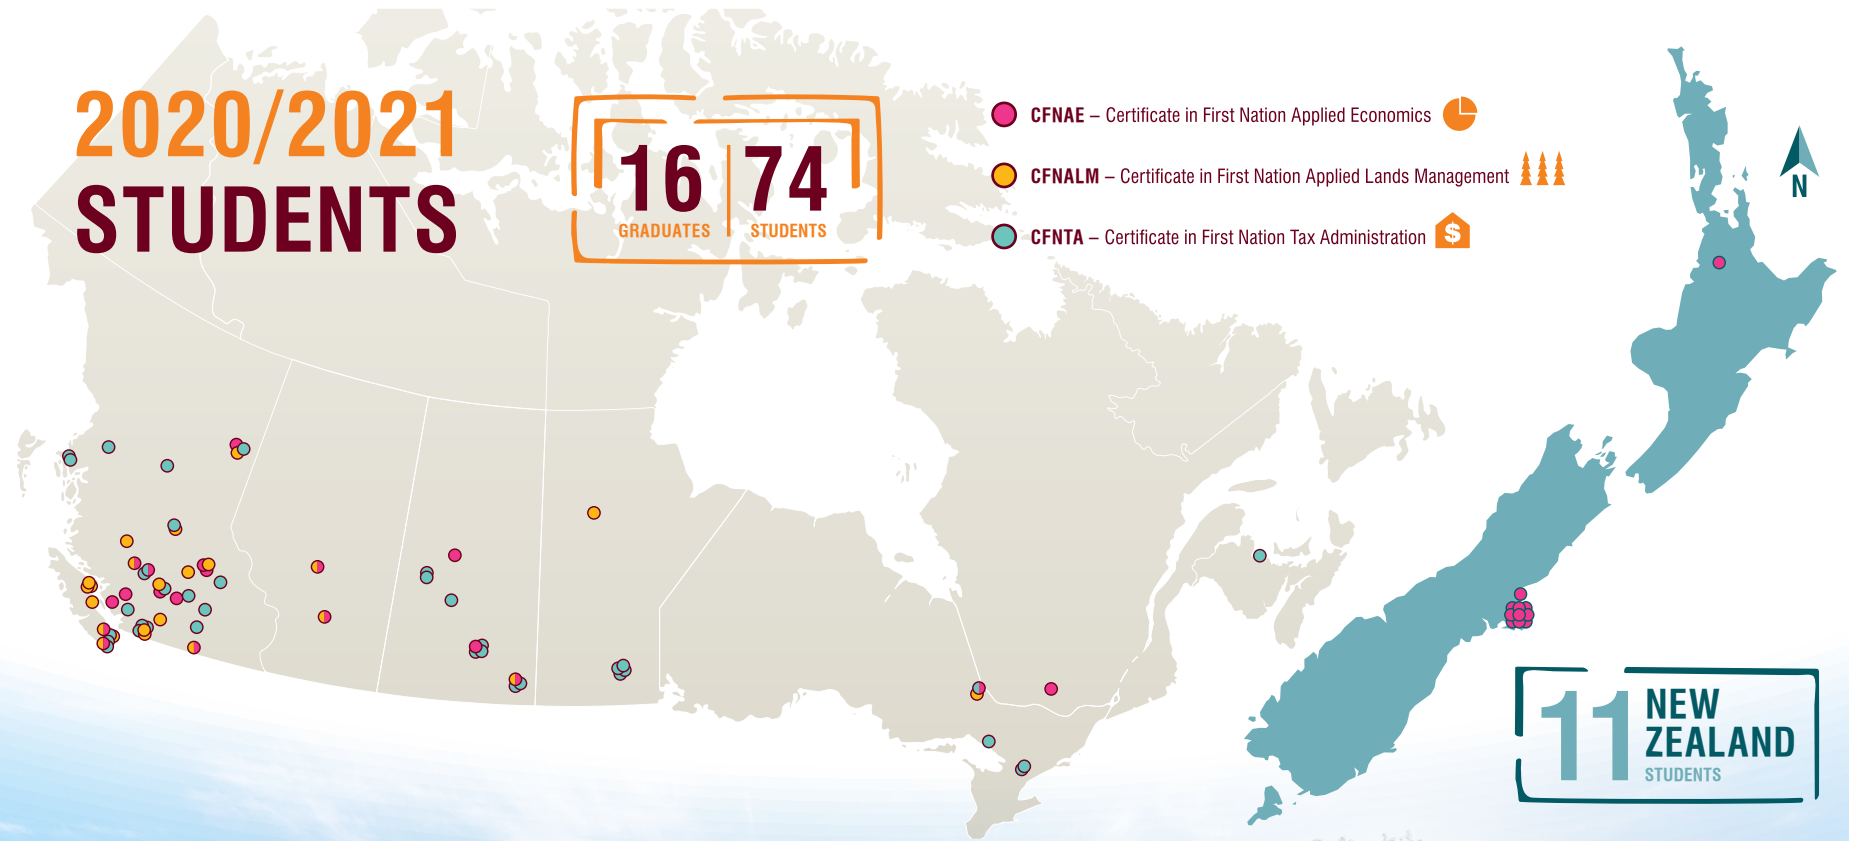 2020/2021
STUDENTS
16
GRADUATES
74
STUDENTS
CFNAE – Certificate in First Nation Applied Economics
CFNALM – Certificate in First Nation Applied Lands Management
CFNTA – Certificate in First Nation Tax Administration
$
N
11
NEW
ZEALAND
STUDENTS